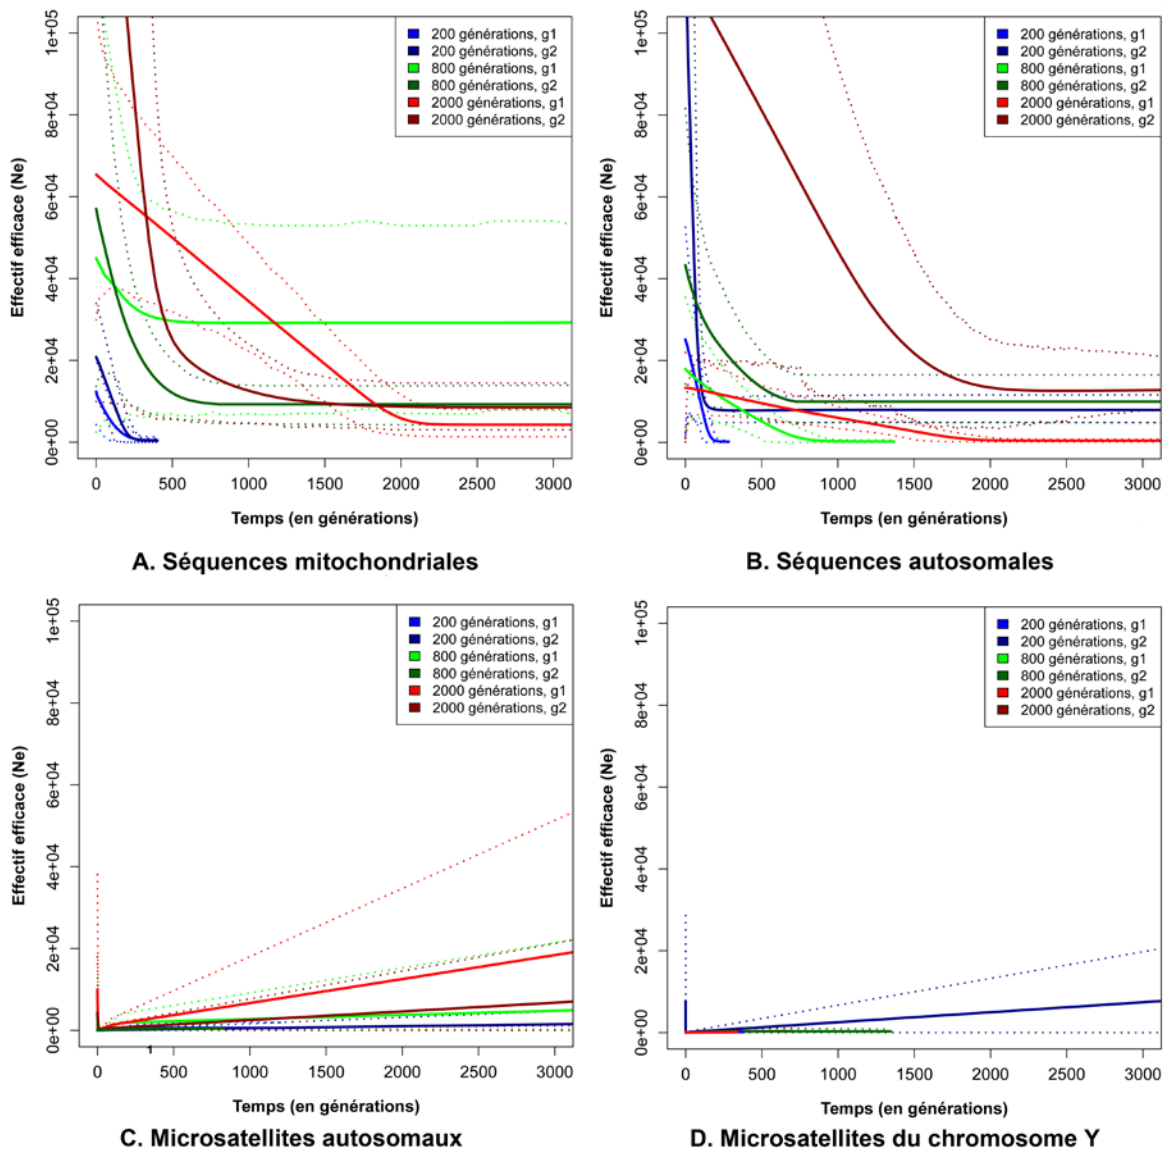 1e+05
8e+04
6e+04
4e+04
2e+04
0e+00
Effectif efficace (Ne)
200 générations, g1
200 générations, g2
800 générations, g1
800 générations, g2
2000 générations, g1
2000 générations, g2
0 500 1000 1500 2000 2500 3000
Temps (en générations)
A. Séquences mitochondriales
1e+05
8e+04
6e+04
4e+04
2e+04
0e+00
Effectif efficace (Ne)
200 générations, g1
200 générations, g2
800 générations, g1
800 générations, g2
2000 générations, g1
2000 générations, g2
0 500 1000 1500 2000 2500 3000
Temps (en générations)
B. Séquences autosomales
1e+05
8e+04
6e+04
4e+04
2e+04
0e+00
Effectif efficace (Ne)
200 générations, g1
200 générations, g2
800 générations, g1
800 générations, g2
2000 générations, g1
2000 générations, g2
0 500 1000 1500 2000 2500 3000
Temps (en générations)
C. Microsatellites autosomaux
1e+05
8e+04
6e+04
4e+04
2e+04
0e+00
Effectif efficace (Ne)
200 générations, g1
200 générations, g2
800 générations, g1
800 générations, g2
2000 générations, g1
2000 générations, g2
0 500 1000 1500 2000 2500 3000
Temps (en générations)
D. Microsatellites du chromosome Y